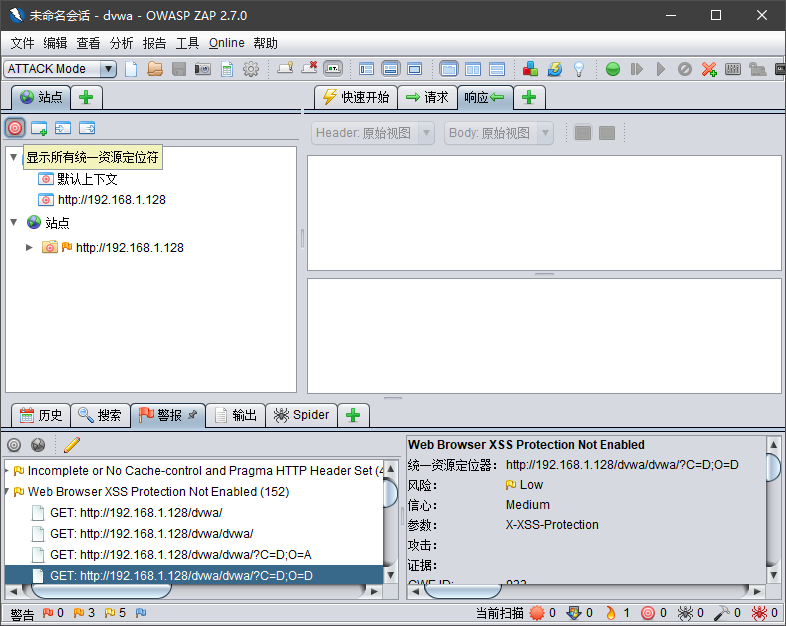 未命名会话 - dvwa - OWASP ZAP 2.7.0
文件 编辑 查看 分析 报告 工具 Online 帮助
ATTACK Mode
站点
快速开始 请求 响应
Header: 原始视图 Body: 原始视图
显示所有统一资源定位符
默认上下文
http://192.168.1.128
站点
http://192.168.1.128
历史 搜索 警报 输出 Spider
Incomplete or No Cache-control and Pragma HTTP Header Set (4
Web Browser XSS Protection Not Enabled (152)
GET: http://192.168.1.128/dvwa/
GET: http://192.168.1.128/dvwa/dvwa/
GET: http://192.168.1.128/dvwa/dvwa/?C=D;O=A
GET: http://192.168.1.128/dvwa/dvwa/?C=D;O=D
Web Browser XSS Protection Not Enabled
统一资源定位器: http://192.168.1.128/dvwa/dvwa/?C=D;O=D
风险: Low
信心: Medium
参数: X-XSS-Protection
攻击:
证据:
CWE ID: 933
警告 0 3 5 当前扫描 0 0 1 0 0 0 0